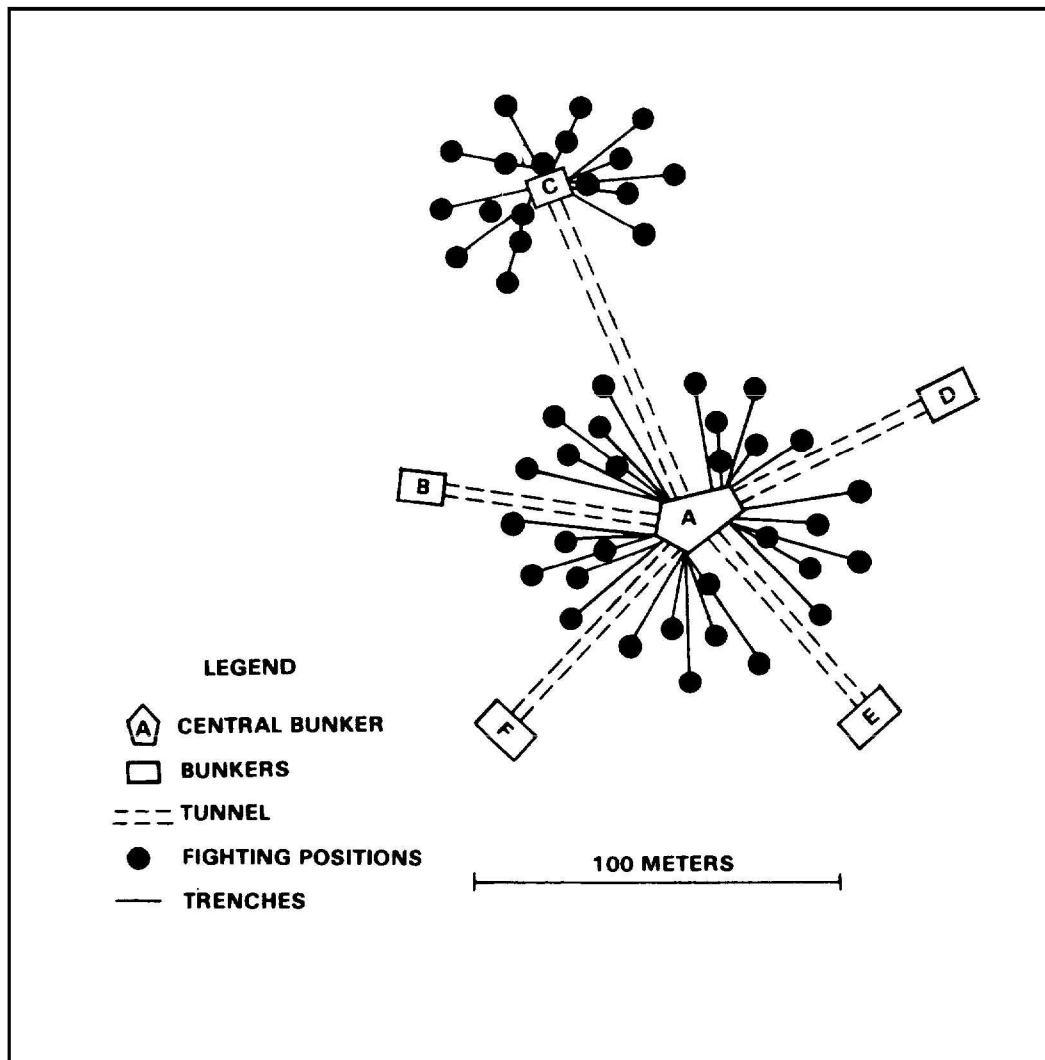 C
D
B
A
F
E
LEGEND
A CENTRAL BUNKER
BUNKERS
TUNNEL
FIGHTING POSITIONS
TRENCHES
100 METERS